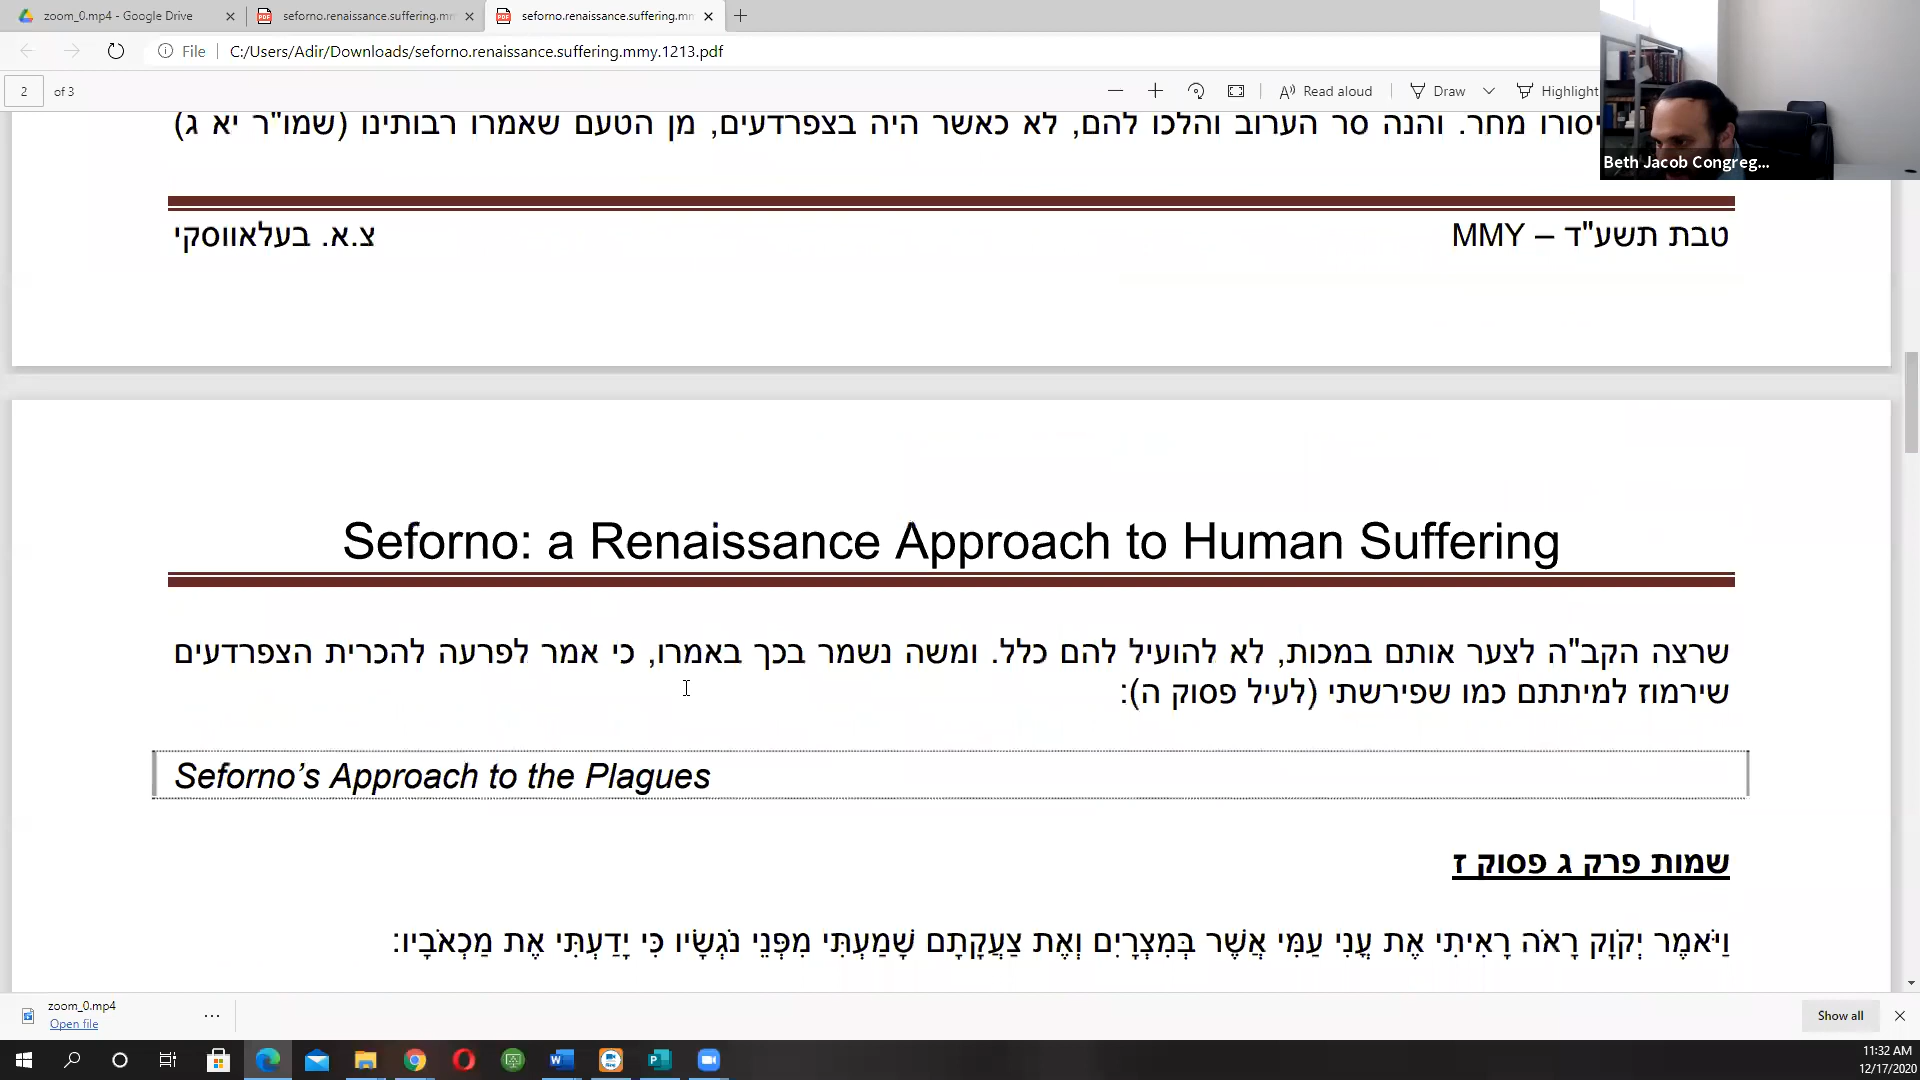 zoom_0.mp4 - Google Drive
seforno.renaissance.suffering.mm
seforno.renaissance.suffering.mm
File
C:/Users/Adir/Downloads/seforno.renaissance.suffering.mmy.1213.pdf
2 of 3
Read aloud
Draw
Highlight
Beth Jacob Congreg...
יסורו מחר. והנה סר הערוב והלכו להם, לא כאשר היה בצפרדעים, מן הטעם שאמרו רבותינו (שמו"ר יא ג)
טבת תשע"ד – MMY
צ.א. בעלאווסקי
Seforno: a Renaissance Approach to Human Suffering
שרצה הקב"ה לצער אותם במכות, לא להועיל להם כלל. ומשה נשמר בכך באמרו, כי אמר לפרעה להכרית הצפרדעים
שירמוז למיתתם כמו שפירשתי (לעיל פסוק ה):
Seforno’s Approach to the Plagues
שמות פרק ג פסוק ז
וַיֹּאמֶר יְקֹוָק רָאֹה רָאִיתִי אֶת עֳנִי עַמִּי אֲשֶׁר בְּמִצְרָיִם וְאֶת צַעֲקָתָם שָׁמַעְתִּי מִפְּנֵי נֹגְשָׂיו כִּי יָדַעְתִּי אֶת מַכְאֹבָיו:
zoom_0.mp4
Open file
Show all
11:32 AM
12/17/2020